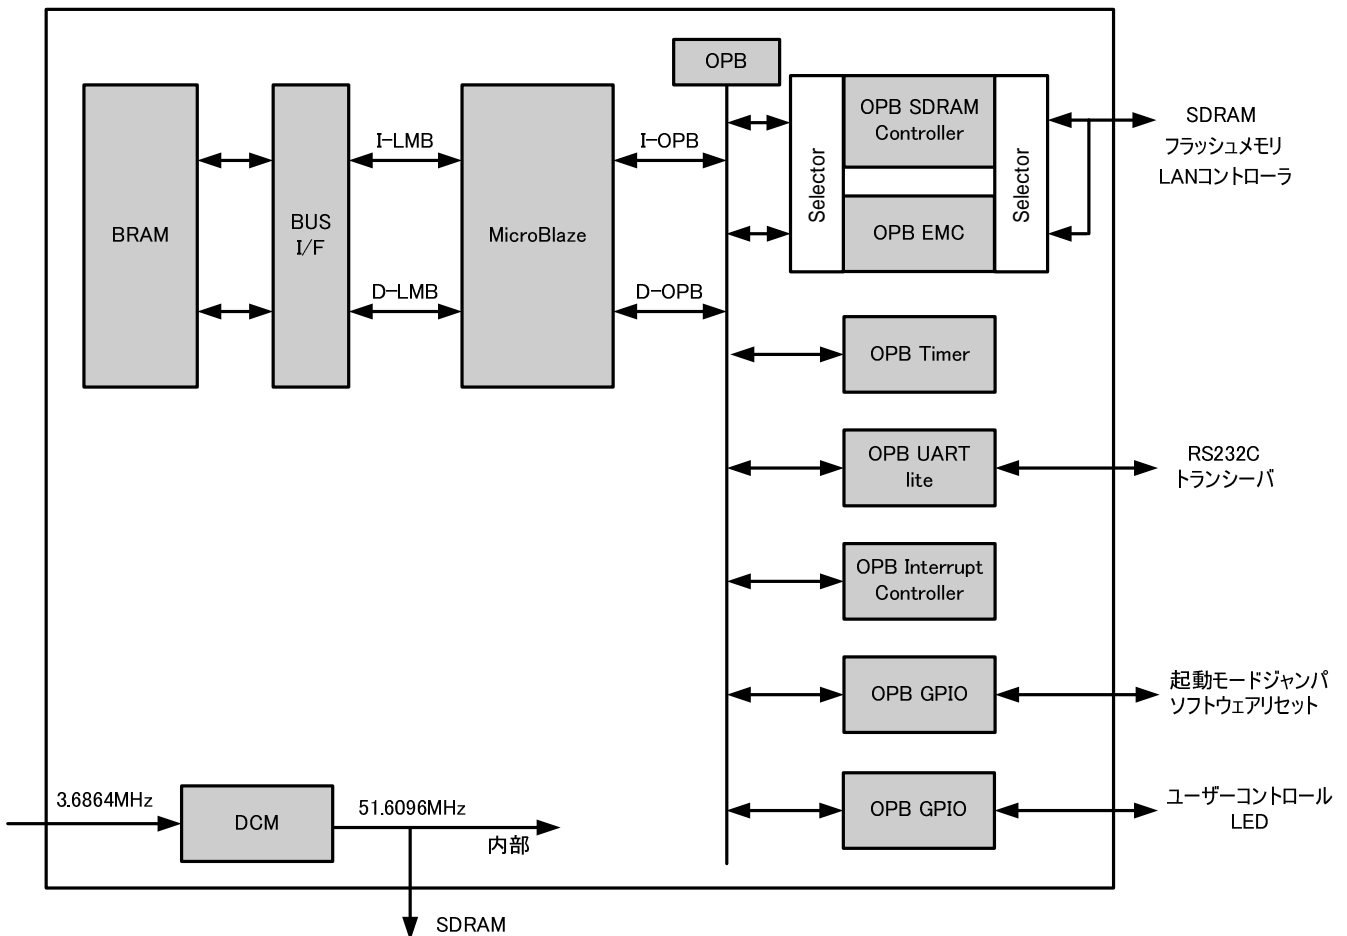 OPB
BRAM
BUS
I/F
I-LMB
D-LMB
MicroBlaze
I-OPB
D-OPB
Selector
OPB SDRAM
Controller
OPB EMC
Selector
SDRAM
フラッシュメモリ
LANコントローラ
OPB Timer
OPB UART
lite
RS232C
トランシーバ
OPB Interrupt
Controller
OPB GPIO
起動モードジャンパ
ソフトウェアリセット
OPB GPIO
ユーザーコントロール
LED
3.6864MHz
DCM
51.6096MHz
内部
SDRAM